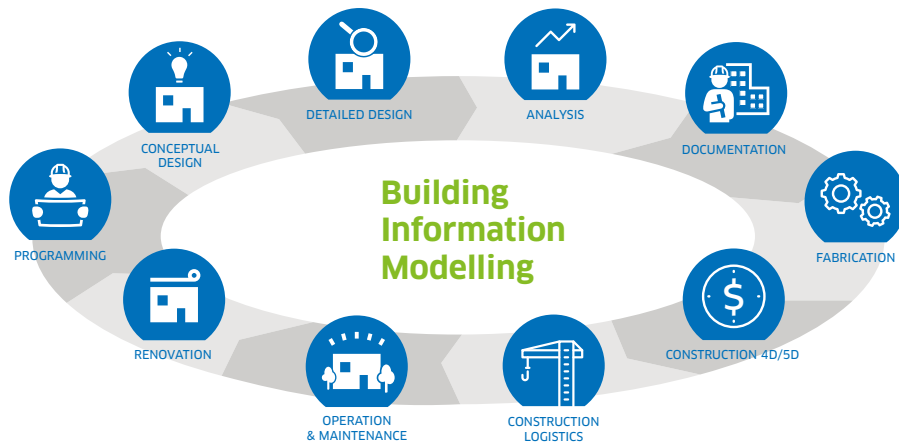 DETAILED DESIGN
ANALYSIS
CONCEPTUAL
DESIGN
DOCUMENTATION
Building
Information
Modelling
PROGRAMMING
FABRICATION
RENOVATION
$
CONSTRUCTION 4D/5D
OPERATION
& MAINTENANCE
CONSTRUCTION
LOGISTICS